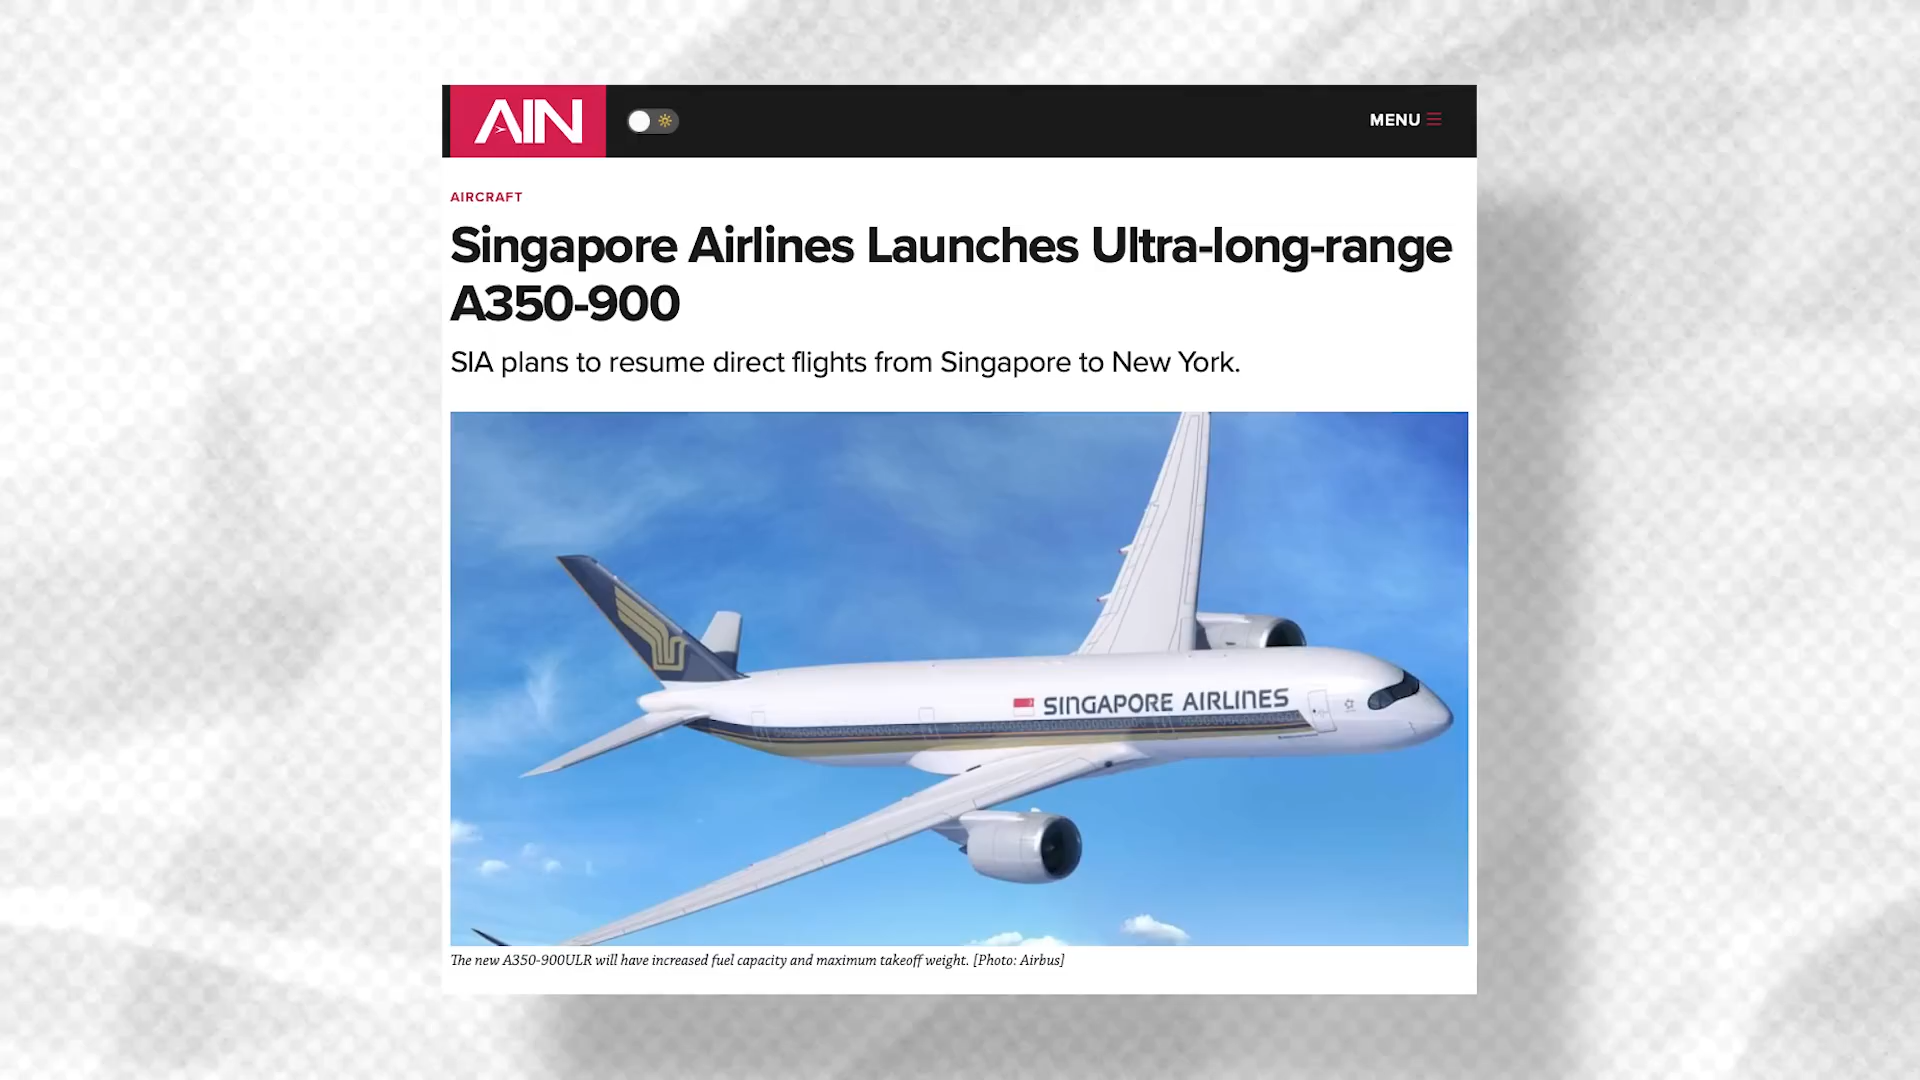 AIN
MENU
AIRCRAFT
Singapore Airlines Launches Ultra-long-range
A350-900
SIA plans to resume direct flights from Singapore to New York.
SINGAPORE AIRLINES
The new A350-900ULR will have increased fuel capacity and maximum takeoff weight. [Photo: Airbus]